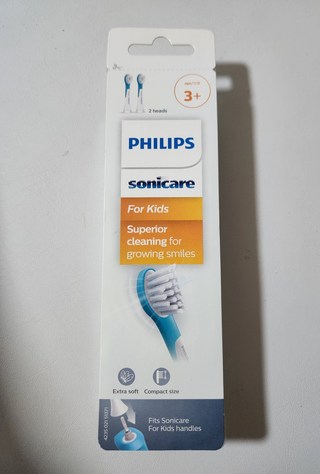 3+
2 heads
PHILIPS
sonicare
For Kids
Superior
cleaning for
growing smiles
Extra soft
Compact size
Fits Sonicare
For Kids handles